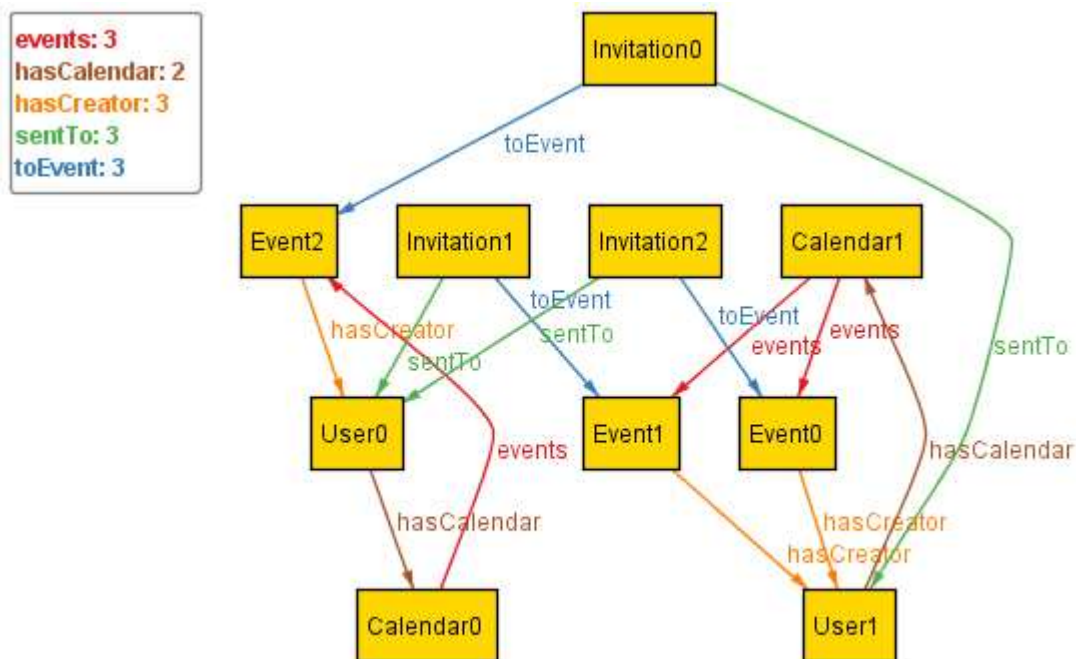 events: 3
hasCalendar: 2
hasCreator: 3
sentTo: 3
toEvent: 3
Invitation0
toEvent
Event2
Invitation1
Invitation2
Calendar1
toEvent
hasCreator
sentTo
toEvent
events
events
sentTo
sentTo
User0
Event1
Event0
events
hasCalendar
hasCalendar
hasCreator
hasCreator
Calendar0
User1